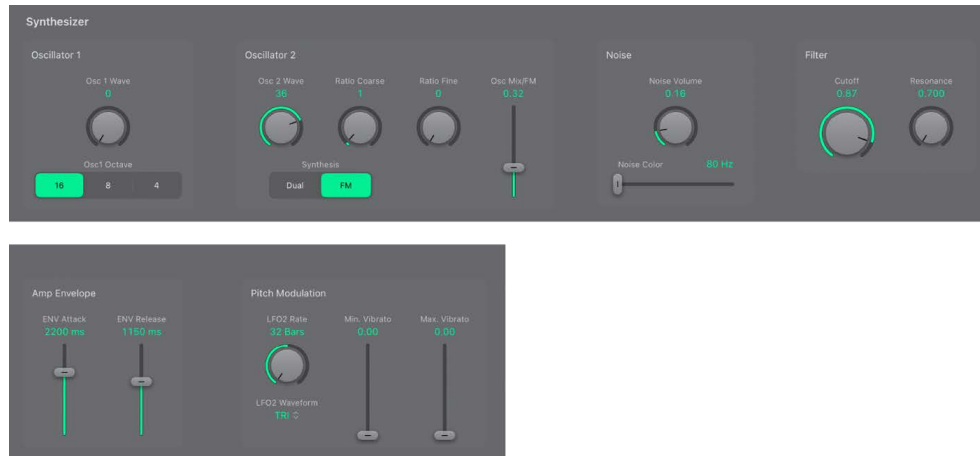 Synthesizer
Oscillator 1
Oscillator 2
Noise
Filter
Osc 1 Wave
0
Osc 2 Wave
36
Ratio Coarse
1
Ratio Fine
0
Osc Mix/FM
0.32
Noise Volume
0.16
Cutoff
0.87
Resonance
0.700
Osc1 Octave
16 8 4
Synthesis
Dual FM
Noise Color 80 Hz
Amp Envelope
Pitch Modulation
ENV Attack
2200 ms
ENV Release
1150 ms
LFO2 Rate
32 Bars
Min. Vibrato
0.00
Max. Vibrato
0.00
LFO2 Waveform
TRI